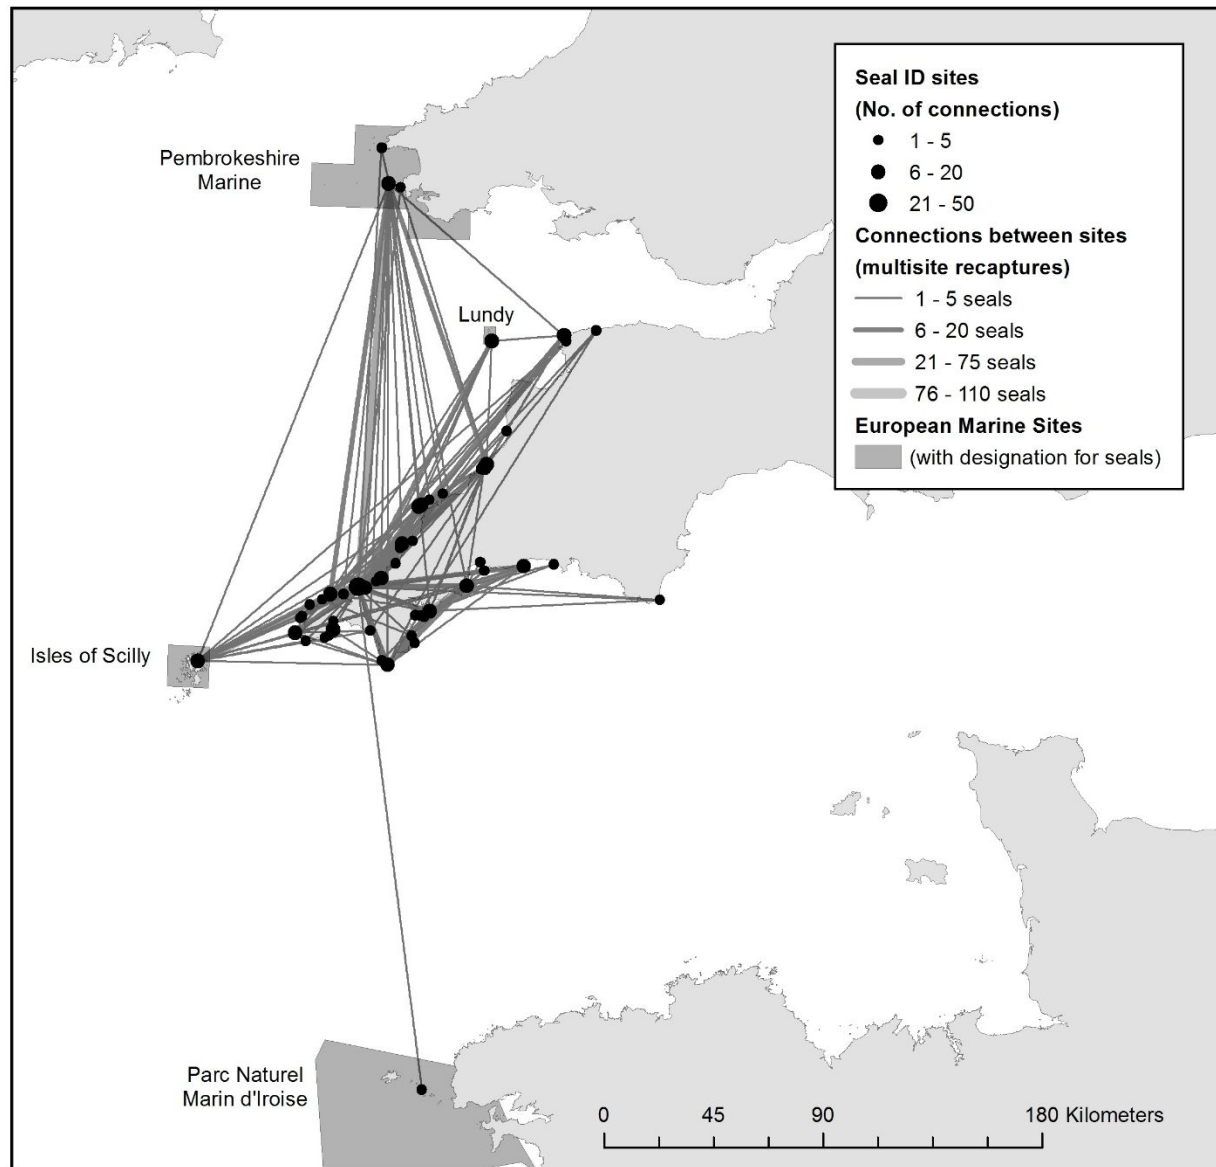 Seal ID sites
(No. of connections)
1 - 5
6 - 20
21 - 50
Connections between sites
(multisite recaptures)
1 - 5 seals
6 - 20 seals
21 - 75 seals
76 - 110 seals
European Marine Sites
(with designation for seals)
Pembrokeshire
Marine
Lundy
Isles of Scilly
Parc Naturel
Marin d'Iroise
0 45 90 180 Kilometers